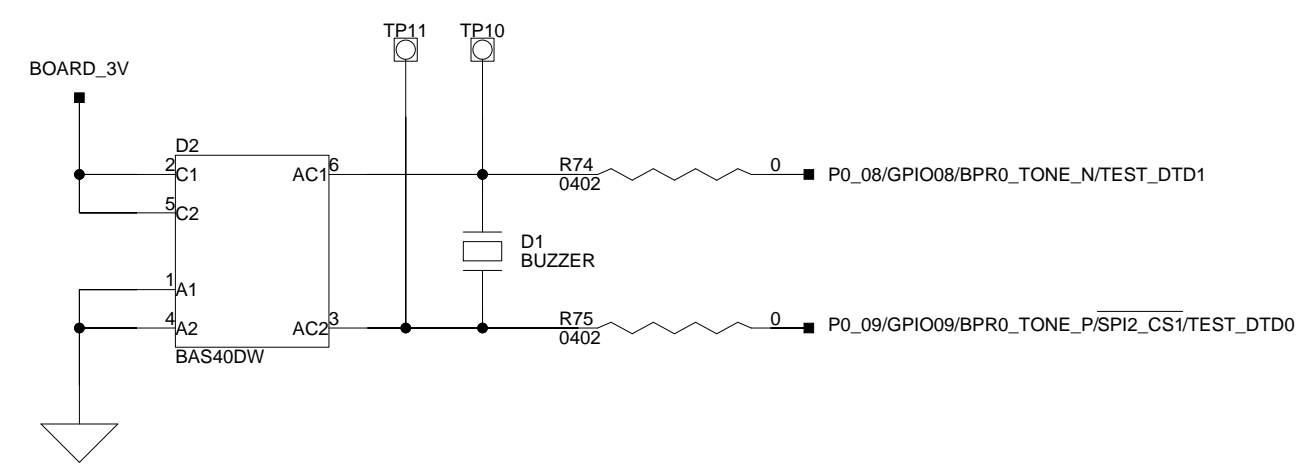 TP11 TP10
BOARD_3V
D2
2 C1 AC1 6 R74 0 P0_08/GPIO08/BPR0_TONE_N/TEST_DTD1
0402
5 C2
D1
BUZZER
1 A1
4 A2 AC2 3 R75 0 P0_09/GPIO09/BPR0_TONE_P/SPI2_CS1/TEST_DTD0
0402
BAS40DW